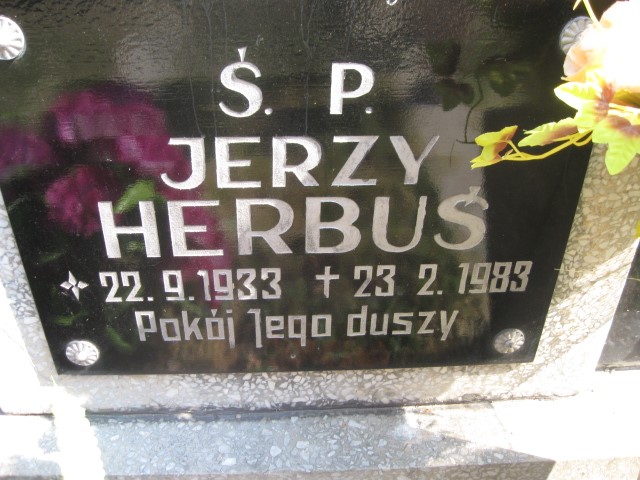 Ś. P.
JERZY
HERBUŚ
22. 9. 1933 † 23 2. 1983
Pokój Jego duszy